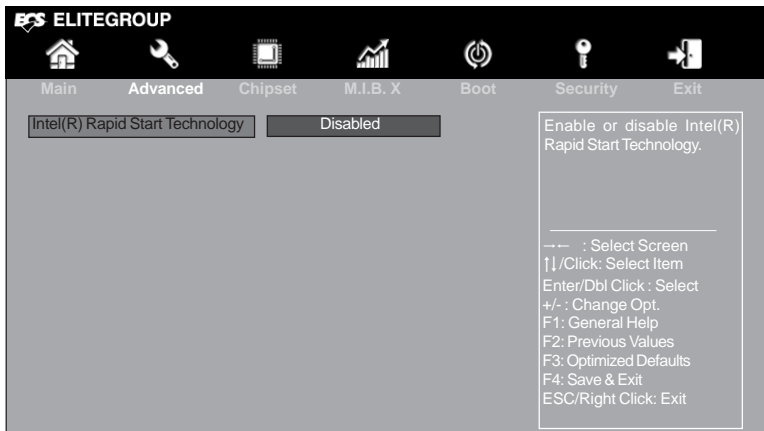 ECS ELITEGROUP
Main Advanced Chipset M.I.B. X Boot Security Exit
Intel(R) Rapid Start Technology Disabled
Enable or disable Intel(R)
Rapid Start Technology.
→← : Select Screen
↑↓/Click: Select Item
Enter/Dbl Click : Select
+/- : Change Opt.
F1: General Help
F2: Previous Values
F3: Optimized Defaults
F4: Save & Exit
ESC/Right Click: Exit